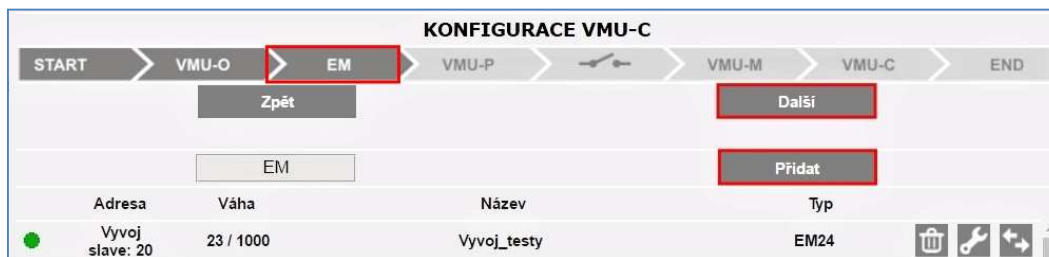 KONFIGURACE VMU-C
START VMU-O EM VMU-P VMU-M VMU-C END
Zpět Další
EM Přidat
Adresa Váha Název Typ
Vyvoj
slave: 20 23 / 1000 Vyvoj_testy EM24